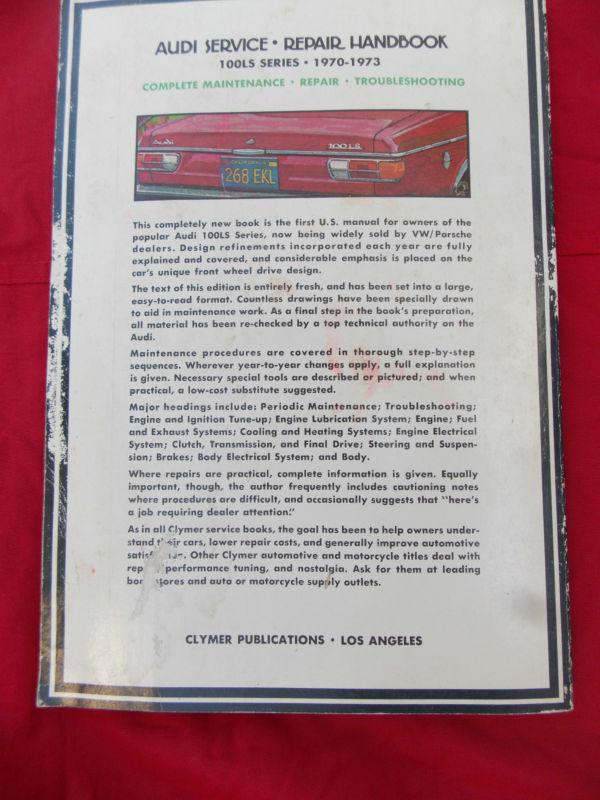 AUDI SERVICE • REPAIR HANDBOOK
100LS SERIES • 1970-1973
COMPLETE MAINTENANCE • REPAIR • TROUBLESHOOTING
Audi
100LS
CALIFORNIA
268 EKL
This completely new book is the first U.S. manual for owners of the
popular Audi 100LS Series, now being widely sold by VW/Porsche
dealers. Design refinements incorporated each year are fully
explained and covered, and considerable emphasis is placed on the
car's unique front wheel drive design.
The text of this edition is entirely fresh, and has been set into a large,
easy-to-read format. Countless drawings have been specially drawn
to aid in maintenance work. As a final step in the book's preparation,
all material has been re-checked by a top technical authority on the
Audi.
Maintenance procedures are covered in thorough step-by-step
sequences. Wherever year-to-year changes apply, a full explanation
is given. Necessary special tools are described or pictured; and when
practical, a low-cost substitute suggested.
Major headings include: Periodic Maintenance; Troubleshooting;
Engine and Ignition Tune-up; Engine Lubrication System; Engine; Fuel
and Exhaust Systems; Cooling and Heating Systems; Engine Electrical
System; Clutch, Transmission, and Final Drive; Steering and Suspen-
sion; Brakes; Body Electrical System; and Body.
Where repairs are practical, complete information is given. Equally
important, though, the author frequently includes cautioning notes
where procedures are difficult, and occasionally suggests that "here's
a job requiring dealer attention."
As in all Clymer service books, the goal has been to help owners under-
stand their cars, lower repair costs, and generally improve automotive
Other Clymer automotive and motorcycle titles deal with
performance tuning, and nostalgia. Ask for them at leading
and auto or motorcycle supply outlets.
CLYMER PUBLICATIONS • LOS ANGELES